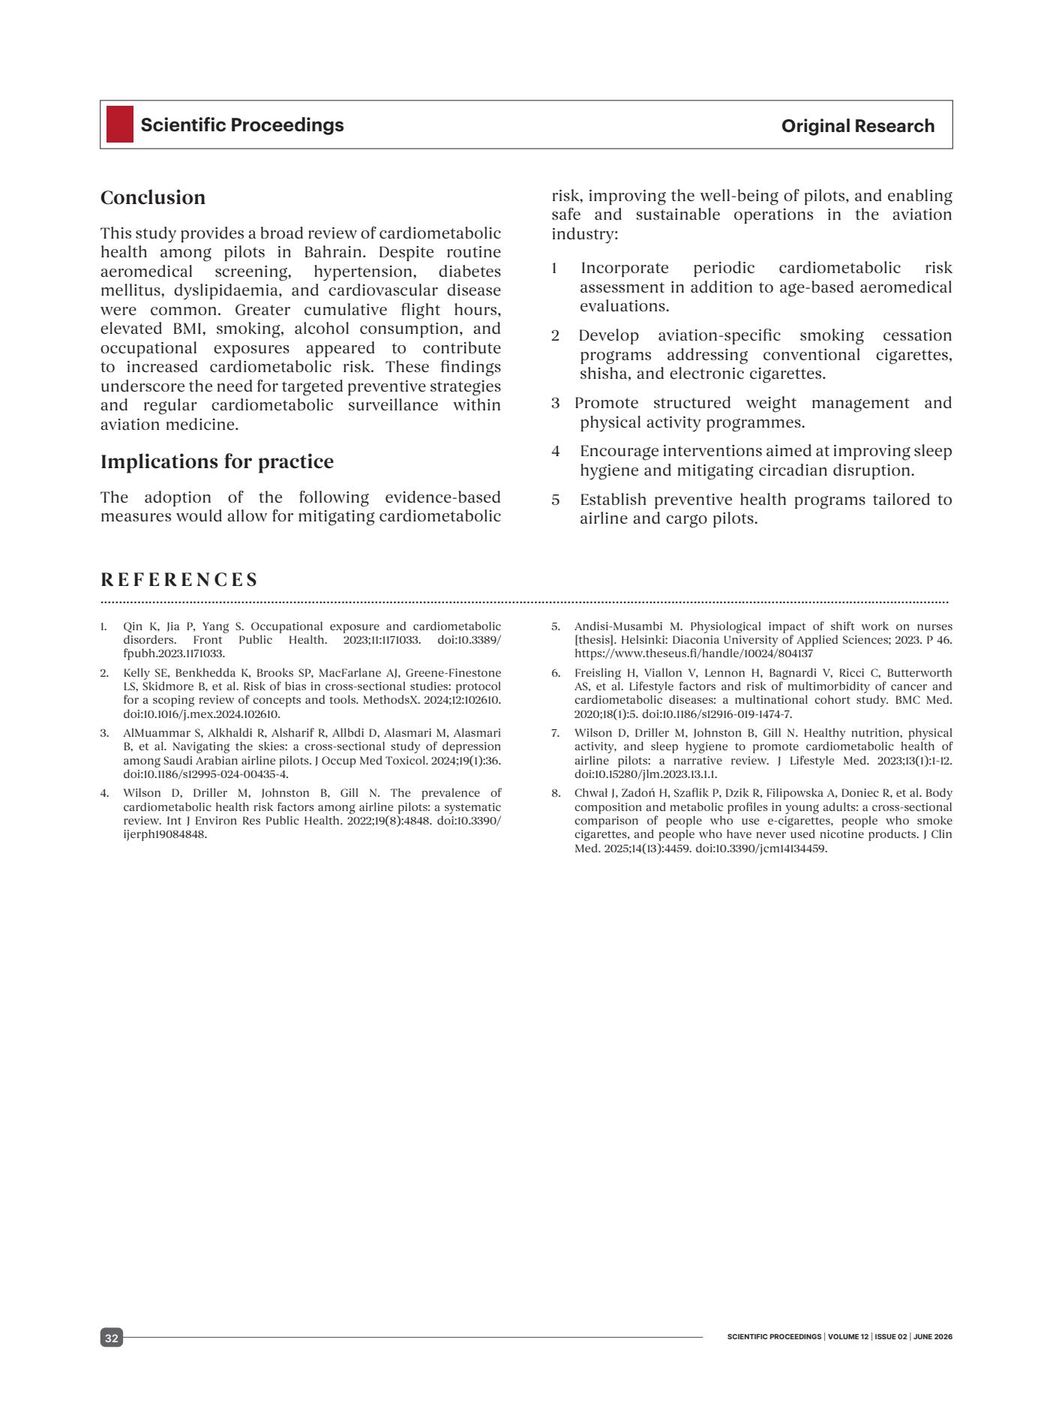 Scientific Proceedings
Original Research
Conclusion
This study provides a broad review of cardiometabolic
health among pilots in Bahrain. Despite routine
aeromedical screening, hypertension, diabetes
mellitus, dyslipidaemia, and cardiovascular disease
were common. Greater cumulative flight hours,
elevated BMI, smoking, alcohol consumption, and
occupational exposures appeared to contribute
to increased cardiometabolic risk. These findings
underscore the need for targeted preventive strategies
and regular cardiometabolic surveillance within
aviation medicine.
Implications for practice
The adoption of the following evidence-based
measures would allow for mitigating cardiometabolic
risk, improving the well-being of pilots, and enabling
safe and sustainable operations in the aviation
industry:
1 Incorporate periodic cardiometabolic risk
assessment in addition to age-based aeromedical
evaluations.
2 Develop aviation-specific smoking cessation
programs addressing conventional cigarettes,
shisha, and electronic cigarettes.
3 Promote structured weight management and
physical activity programmes.
4 Encourage interventions aimed at improving sleep
hygiene and mitigating circadian disruption.
5 Establish preventive health programs tailored to
airline and cargo pilots.
REFERENCES
1. Qin K, Jia P, Yang S. Occupational exposure and cardiometabolic
disorders. Front Public Health. 2023;11:1171033. doi:10.3389/
fpubh.2023.1171033.
2. Kelly SE, Benkhedda K, Brooks SP, MacFarlane AJ, Greene-Finestone
LS, Skidmore B, et al. Risk of bias in cross-sectional studies: protocol
for a scoping review of concepts and tools. MethodsX. 2024;12:102610.
doi:10.1016/j.mex.2024.102610.
3. AlMuammar S, Alkhaldi R, Alsharif R, Allbdi D, Alasmari M, Alasmari
B, et al. Navigating the skies: a cross-sectional study of depression
among Saudi Arabian airline pilots. J Occup Med Toxicol. 2024;19(1):36.
doi:10.1186/s12995-024-00435-4.
4. Wilson D, Driller M, Johnston B, Gill N. The prevalence of
cardiometabolic health risk factors among airline pilots: a systematic
review. Int J Environ Res Public Health. 2022;19(8):4848. doi:10.3390/
ijerph19084848.
5. Andisi-Musambi M. Physiological impact of shift work on nurses
[thesis]. Helsinki: Diaconia University of Applied Sciences; 2023. P 46.
https://www.theseus.fi/handle/10024/804137
6. Freisling H, Viallon V, Lennon H, Bagnardi V, Ricci C, Butterworth
AS, et al. Lifestyle factors and risk of multimorbidity of cancer and
cardiometabolic diseases: a multinational cohort study. BMC Med.
2020;18(1):5. doi:10.1186/s12916-019-1474-7.
7. Wilson D, Driller M, Johnston B, Gill N. Healthy nutrition, physical
activity, and sleep hygiene to promote cardiometabolic health of
airline pilots: a narrative review. J Lifestyle Med. 2023;13(1):1-12.
doi:10.15280/jlm.2023.13.1.1.
8. Chwał J, Zadoń H, Szaflik P, Dzik R, Filipowska A, Doniec R, et al. Body
composition and metabolic profiles in young adults: a cross-sectional
comparison of people who use e-cigarettes, people who smoke
cigarettes, and people who have never used nicotine products. J Clin
Med. 2025;14(13):4459. doi:10.3390/jcm14134459.
32
SCIENTIFIC PROCEEDINGS | VOLUME 12 | ISSUE 02 | JUNE 2026